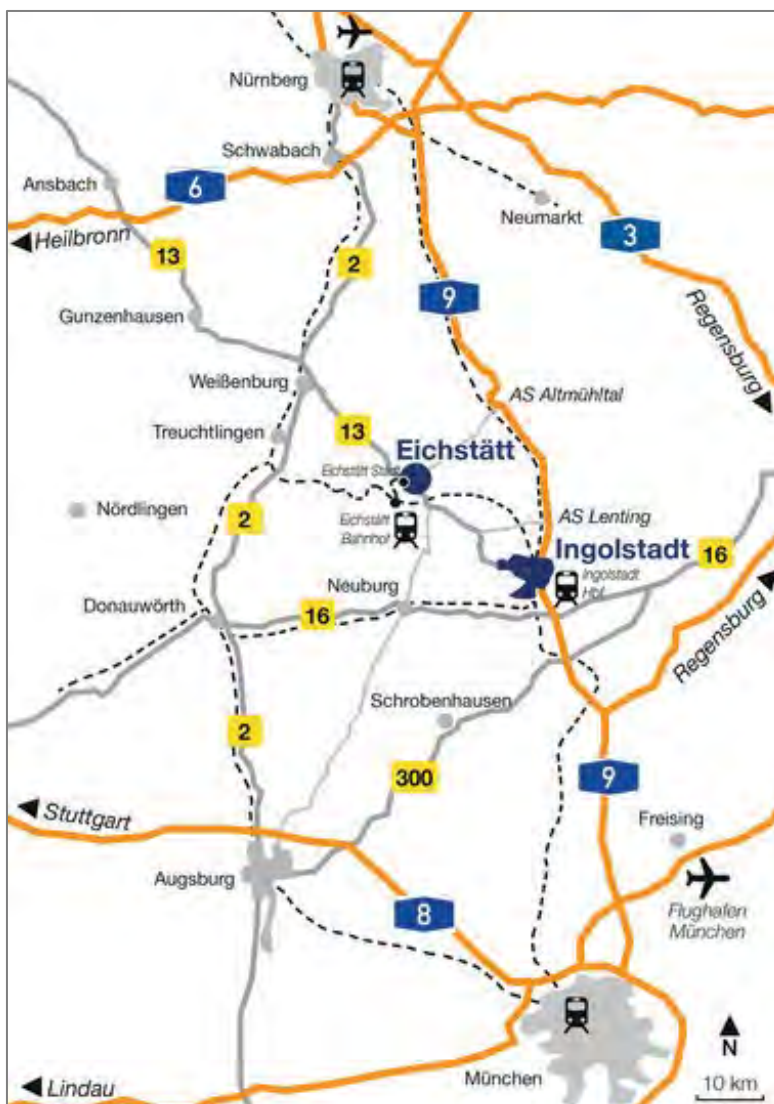 Nürnberg
Schwabach
Ansbach
6
Neumarkt
Heilbronn
13
2
3
9
Gunzenhausen
Regensburg
Weißenburg
AS Altmühltal
Treuchtlingen
13
Eichstätt
Eichstätt Stadt
Nördlingen
2
Eichstätt
Bahnhof
AS Lenting
Ingolstadt
16
Ingolstadt
Hbf
Neuburg
Donauwörth
16
Regensburg
Schrobenhausen
2
300
9
Stuttgart
Freising
Augsburg
8
Flughafen
München
N
München
10 km
Lindau